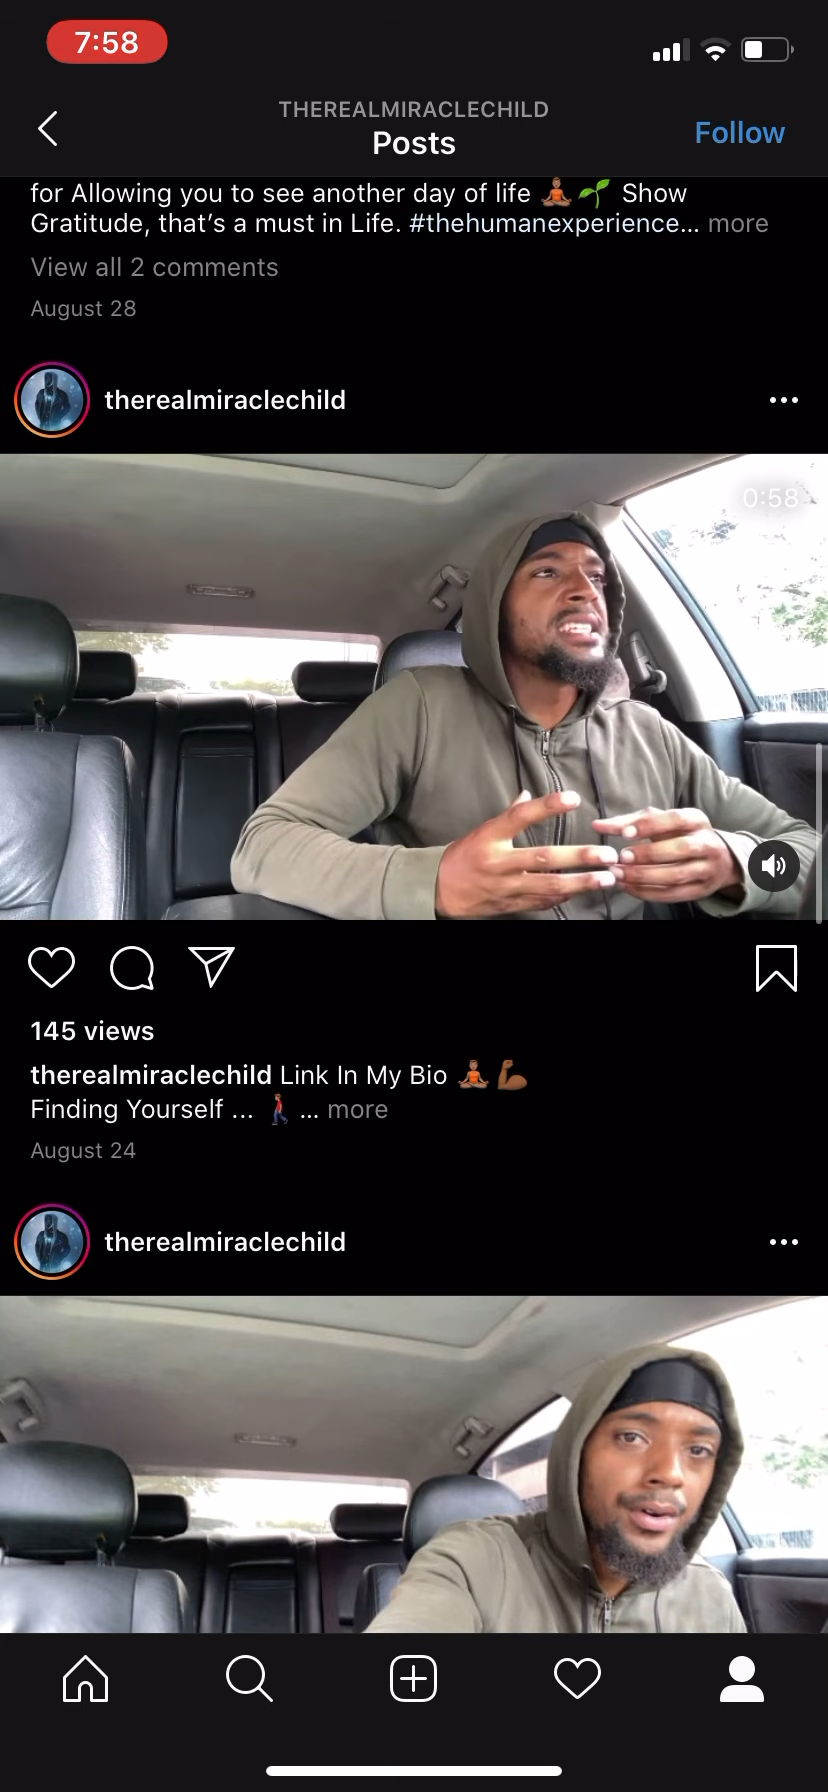 7:58
THEREALMIRACLECHILD
Posts
Follow
for Allowing you to see another day of life 🧘🏾‍♂️🌱 Show
Gratitude, that's a must in Life. #thehumanexperience... more
View all 2 comments
August 28
therealmiraclechild
0:58
145 views
therealmiraclechild Link In My Bio 🧘🏾‍♂️💪🏾
Finding Yourself ... 🚶🏾‍♂️ ... more
August 24
therealmiraclechild